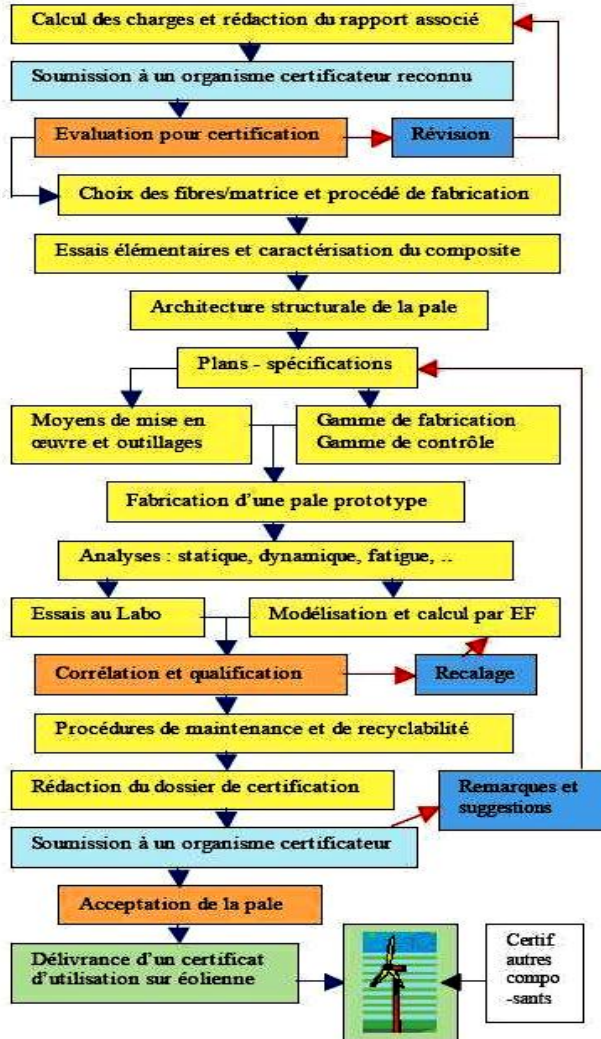 Calcul des charges et rédaction du rapport associé
Soumission à un organisme certificateur reconnu
Evaluation pour certification
Révision
Choix des fibres/matrice et procédé de fabrication
Essais élémentaires et caractérisation du composite
Architecture structurale de la pale
Plans - spécifications
Moyens de mise en
œuvre et outillages
Gamme de fabrication
Gamme de contrôle
Fabrication d'une pale prototype
Analyses : statique, dynamique, fatigue, ..
Essais au Labo
Modélisation et calcul par EF
Corrélation et qualification
Recalage
Procédures de maintenance et de recyclabilité
Rédaction du dossier de certification
Remarques et
suggestions
Soumission à un organisme certificateur
Acceptation de la pale
Délivrance d'un certificat
d'utilisation sur éolienne
Certif
autres
compo
-sants